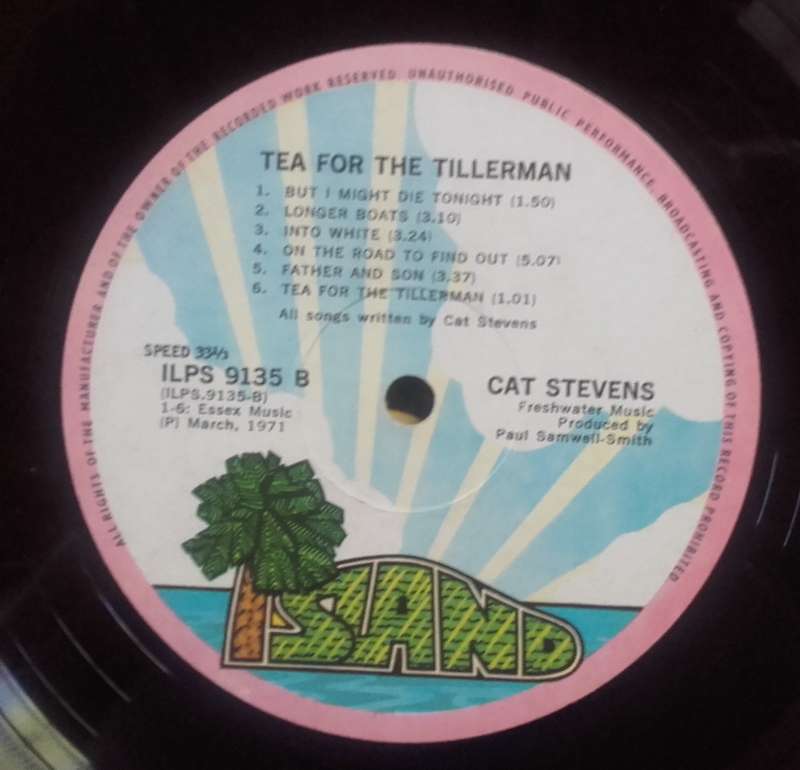 ALL RIGHTS OF THE MANUFACTURER AND OF THE OWNER OF THE RECORDED WORK RESERVED UNAUTHORISED PUBLIC PERFORMANCE, BROADCASTING AND COPYING OF THIS RECORD PROHIBITED
TEA FOR THE TILLERMAN
1. BUT I MIGHT DIE TONIGHT (1.50)
2. LONGER BOATS (3.10)
3. INTO WHITE (3.24)
4. ON THE ROAD TO FIND OUT (5.07)
5. FATHER AND SON (3.37)
6. TEA FOR THE TILLERMAN (1.01)
All songs written by Cat Stevens
SPEED 33⅓
ILPS 9135 B
(ILPS.9135-B)
1-6: Essex Music
(P) March, 1971
CAT STEVENS
Freshwater Music
Produced by
Paul Samwell-Smith
ISLAND